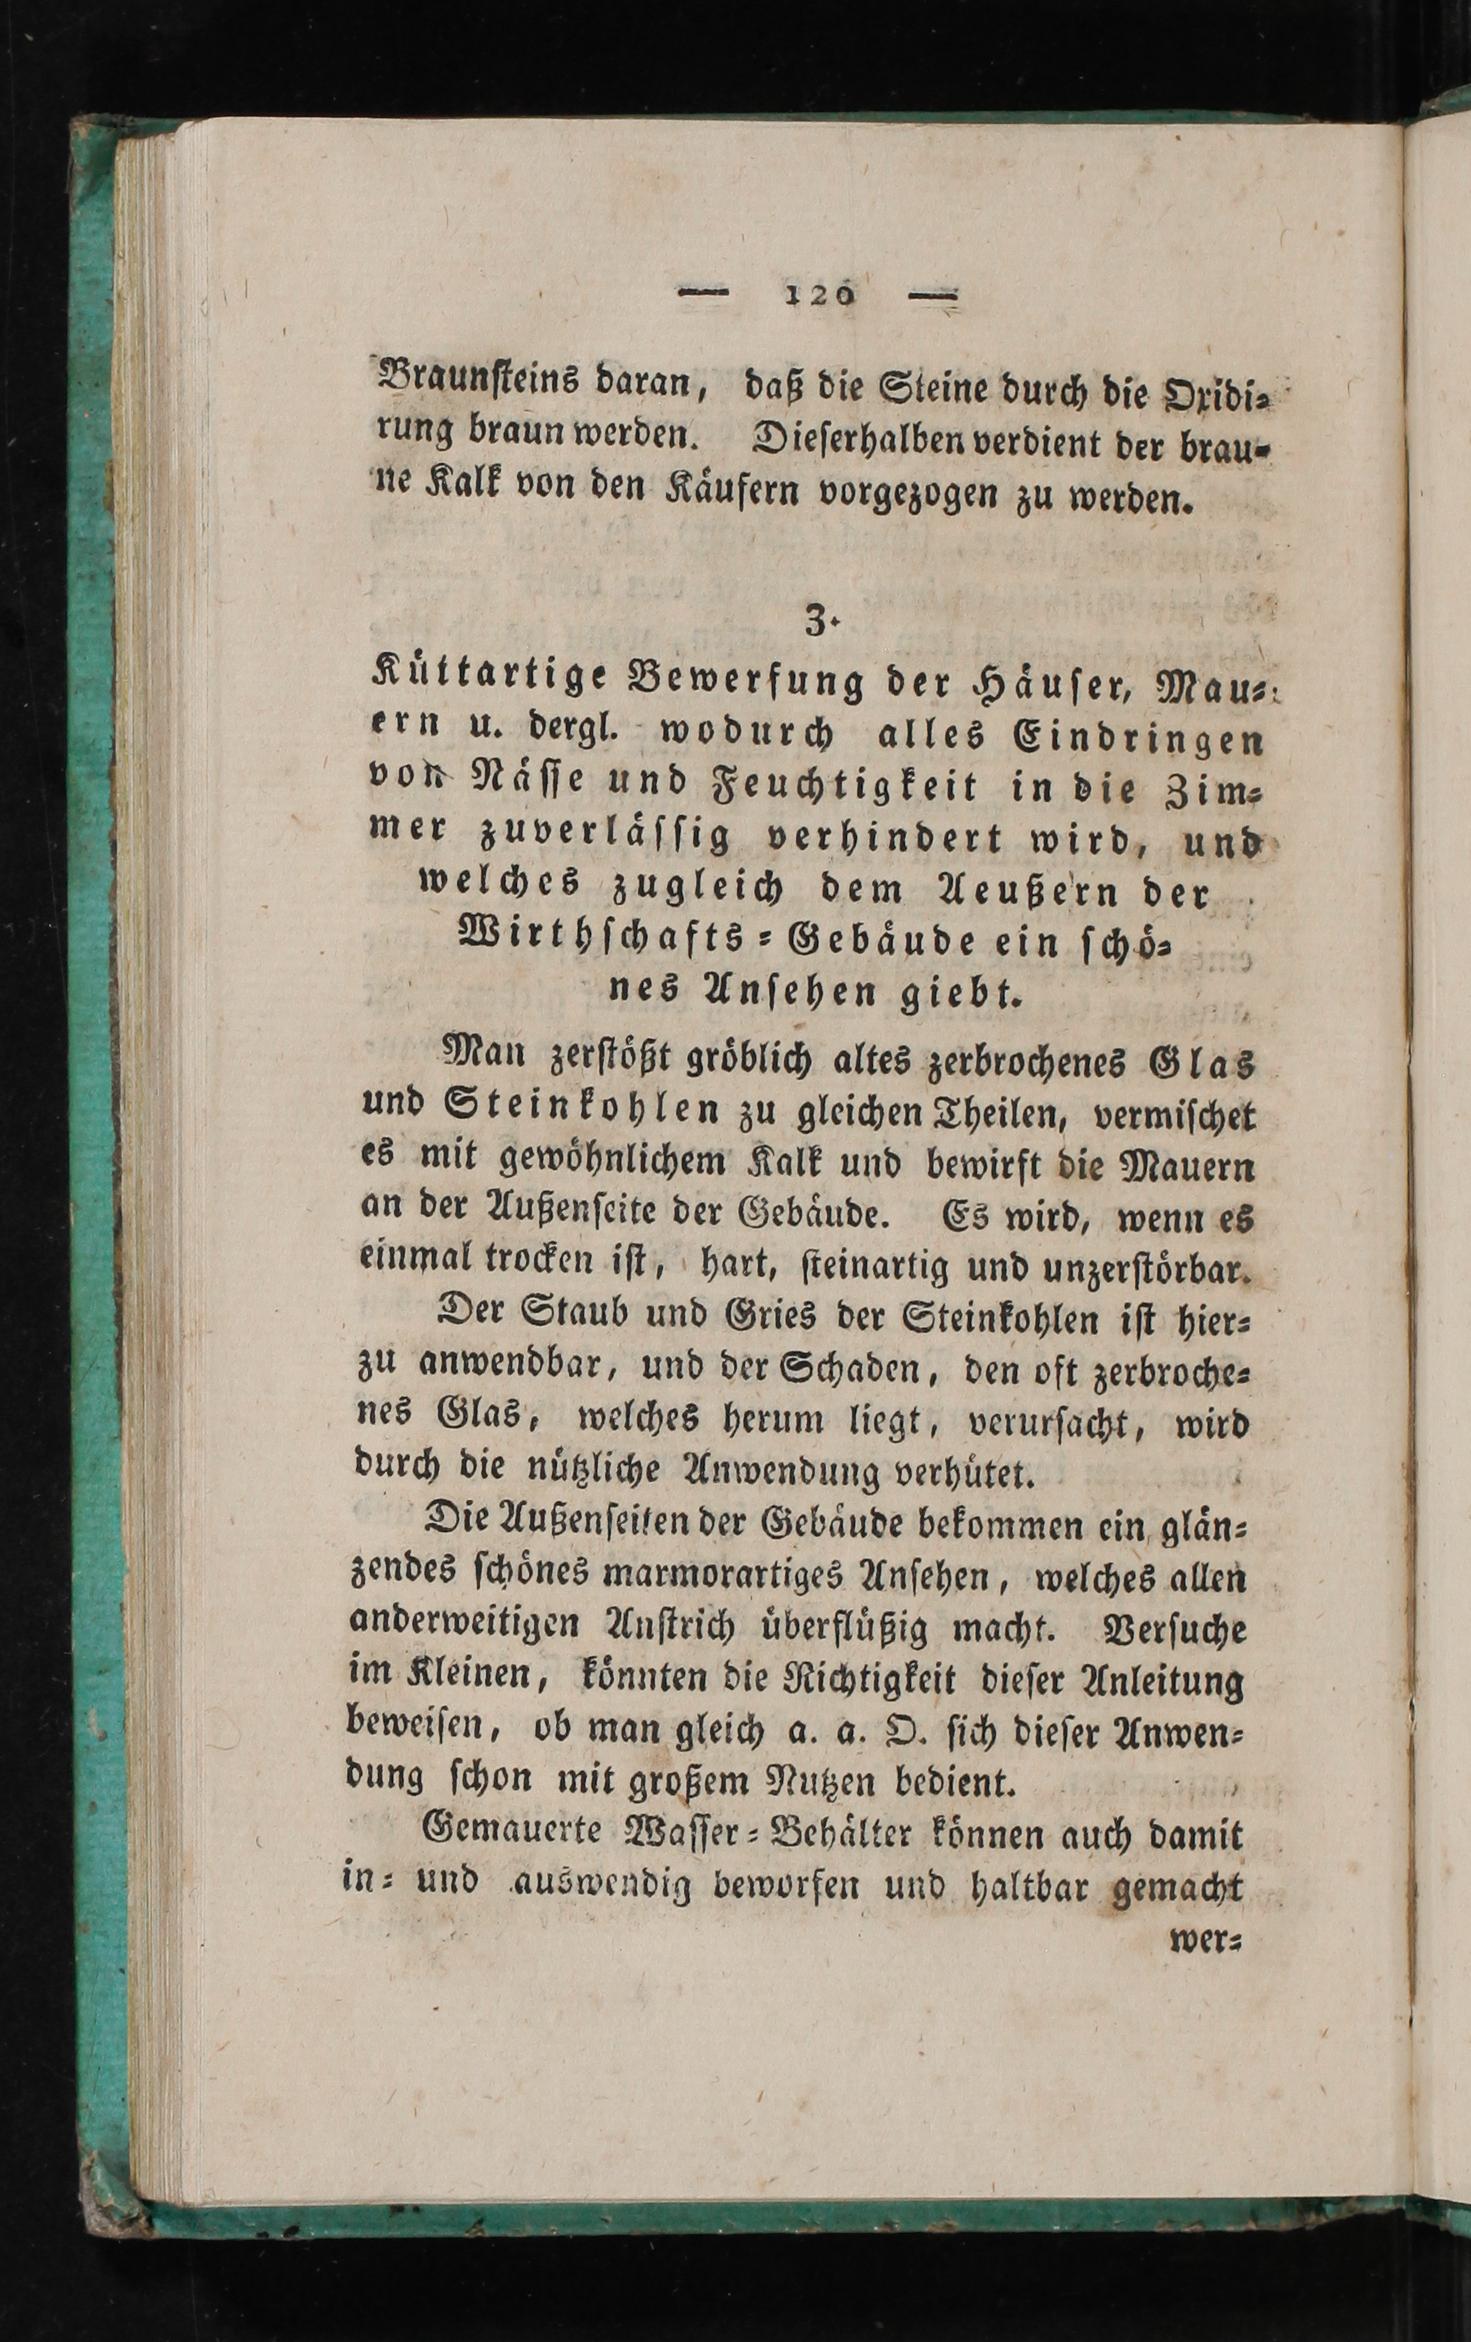 — 126 —
Braunſteins daran, daß die Steine durch die Oxidi⸗
rung braun werden. Dieſerhalben verdient der brau⸗
ne Kalk von den Käufern vorgezogen zu werden.
3.
Küttartige Bewerfung der Häuſer, Mau⸗
ern u. dergl. wodurch alles Eindringen
von Näſſe und Feuchtigkeit in die Zim⸗
mer zuverläſſig verhindert wird, und
welches zugleich dem Aeußern der
Wirthſchafts⸗Gebäude ein ſchö⸗
nes Anſehen giebt.
Man zerſtößt gröblich altes zerbrochenes Glas
und Steinkohlen zu gleichen Theilen, vermiſchet
es mit gewöhnlichem Kalk und bewirft die Mauern
an der Außenſeite der Gebäude. Es wird, wenn es
einmal trocken iſt, hart, ſteinartig und unzerſtörbar.
Der Staub und Gries der Steinkohlen iſt hier⸗
zu anwendbar, und der Schaden, den oft zerbroche⸗
nes Glas, welches herum liegt, verurſacht, wird
durch die nützliche Anwendung verhütet.
Die Außenſeiten der Gebäude bekommen ein glän⸗
zendes ſchönes marmorartiges Anſehen, welches allen
anderweitigen Anſtrich überflüßig macht. Verſuche
im Kleinen, könnten die Richtigkeit dieſer Anleitung
beweiſen, ob man gleich a. a. O. ſich dieſer Anwen⸗
dung ſchon mit großem Nutzen bedient.
Gemauerte Waſſer⸗Behälter können auch damit
in⸗ und auswendig beworfen und haltbar gemacht
wer⸗